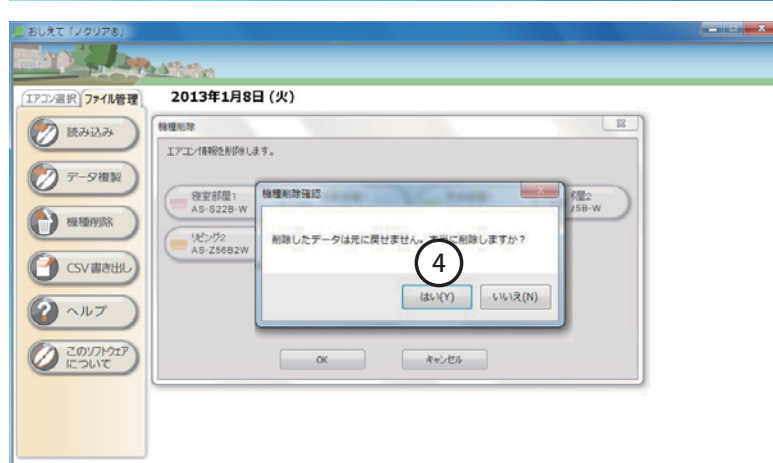 おしえて「ノクリア®」
エアコン選択 ファイル管理
2013年1月8日 (火)
読み込み
データ複製
機種削除
CSV書き出し
ヘルプ
このソフトウェア
について
機種削除
エアコン情報を削除します。
寝室部屋1
AS-S22B-W
リビング2
AS-Z56B2W
部屋2
25B-W
機種削除確認
削除したデータは元に戻せません。本当に削除しますか？
4
はい(Y)
いいえ(N)
OK
キャンセル